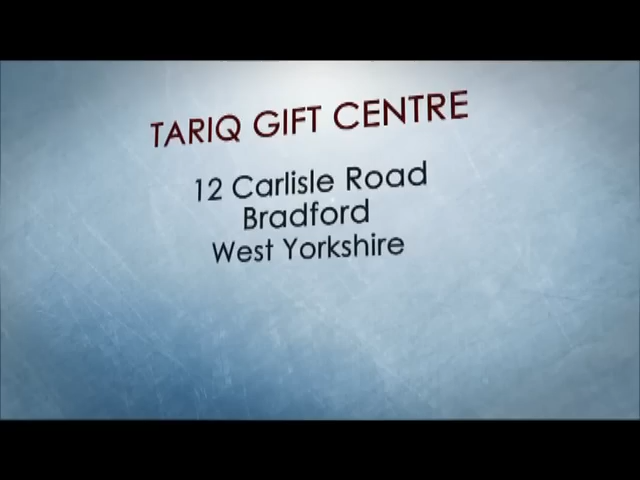 TARIQ GIFT CENTRE
12 Carlisle Road
Bradford
West Yorkshire